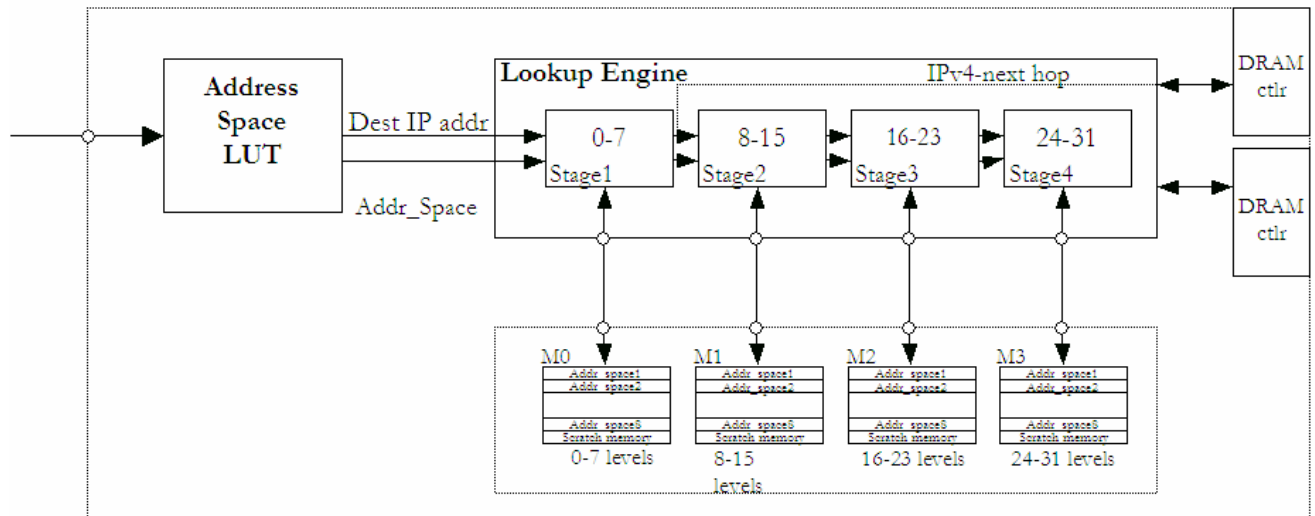 Address
Space
LUT
Dest IP addr
Addr_Space
Lookup Engine
IPv4-next hop
0-7
Stage1
8-15
Stage2
16-23
Stage3
24-31
Stage4
DRAM
ctlr
DRAM
ctlr
M0
Addr_space1
Addr_space2
Addr_space8
Scratch memory
0-7 levels
M1
Addr_space1
Addr_space2
Addr_space8
Scratch memory
8-15
levels
M2
Addr_space1
Addr_space2
Addr_space8
Scratch memory
16-23 levels
M3
Addr_space1
Addr_space2
Addr_space8
Scratch memory
24-31 levels